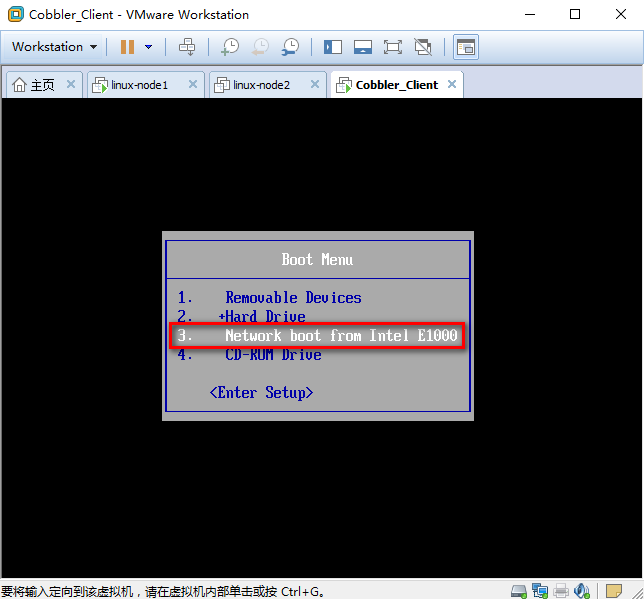 Cobbler_Client - VMware Workstation
Workstation
主页 linux-node1 linux-node2 Cobbler_Client
Boot Menu
1. Removable Devices
2. +Hard Drive
3. Network boot from Intel E1000
4. CD-ROM Drive
<Enter Setup>
要将输入定向到该虚拟机，请在虚拟机内部单击或按 Ctrl+G。